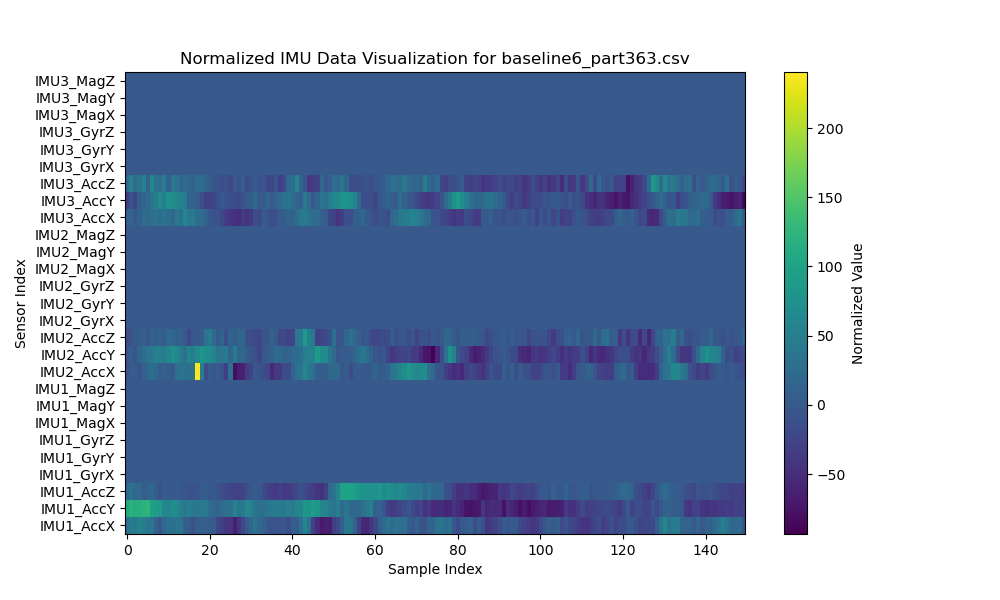 Normalized IMU Data Visualization for baseline6_part363.csv
Sensor Index
IMU3_MagZ
IMU3_MagY
IMU3_MagX
IMU3_GyrZ
IMU3_GyrY
IMU3_GyrX
IMU3_AccZ
IMU3_AccY
IMU3_AccX
IMU2_MagZ
IMU2_MagY
IMU2_MagX
IMU2_GyrZ
IMU2_GyrY
IMU2_GyrX
IMU2_AccZ
IMU2_AccY
IMU2_AccX
IMU1_MagZ
IMU1_MagY
IMU1_MagX
IMU1_GyrZ
IMU1_GyrY
IMU1_GyrX
IMU1_AccZ
IMU1_AccY
IMU1_AccX
0 20 40 60 80 100 120 140
Sample Index
200
150
100
50
0
−50
Normalized Value